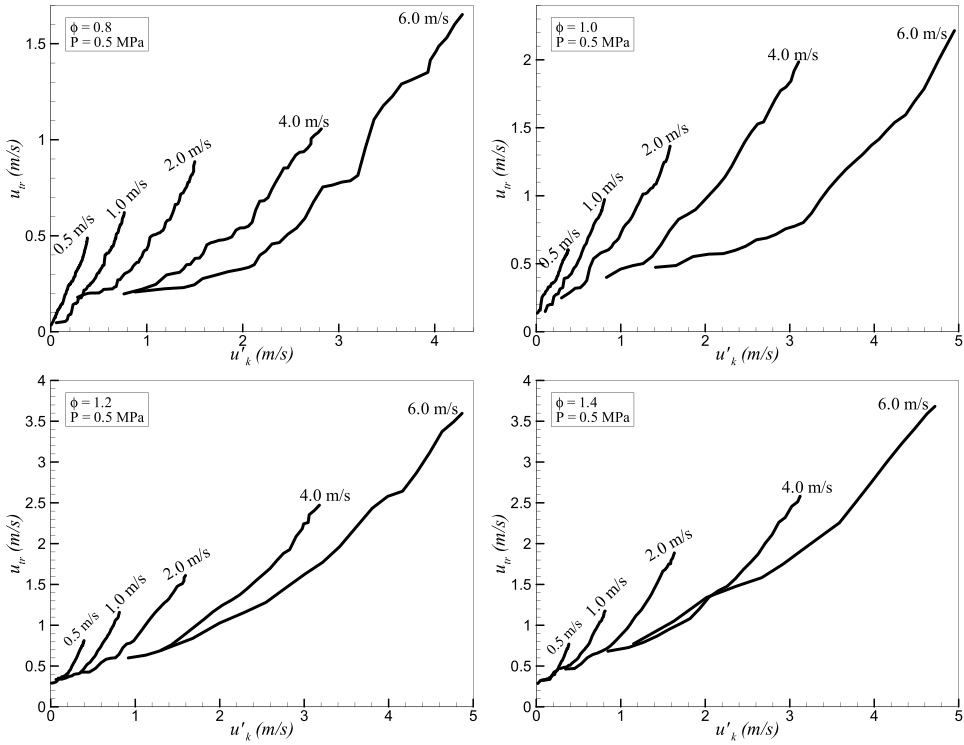 ϕ = 0.8
P = 0.5 MPa
0.5 m/s
1.0 m/s
2.0 m/s
4.0 m/s
6.0 m/s
1.5
1
0.5
0
u_tr (m/s)
0 1 2 3 4
u'_k (m/s)
ϕ = 1.0
P = 0.5 MPa
0.5 m/s
1.0 m/s
2.0 m/s
4.0 m/s
6.0 m/s
2
1.5
1
0.5
0
u_tr (m/s)
0 1 2 3 4 5
u'_k (m/s)
ϕ = 1.2
P = 0.5 MPa
0.5 m/s
1.0 m/s
2.0 m/s
4.0 m/s
6.0 m/s
4
3.5
3
2.5
2
1.5
1
0.5
0
u_tr (m/s)
0 1 2 3 4 5
u'_k (m/s)
ϕ = 1.4
P = 0.5 MPa
0.5 m/s
1.0 m/s
2.0 m/s
4.0 m/s
6.0 m/s
4
3.5
3
2.5
2
1.5
1
0.5
0
u_tr (m/s)
0 1 2 3 4 5
u'_k (m/s)